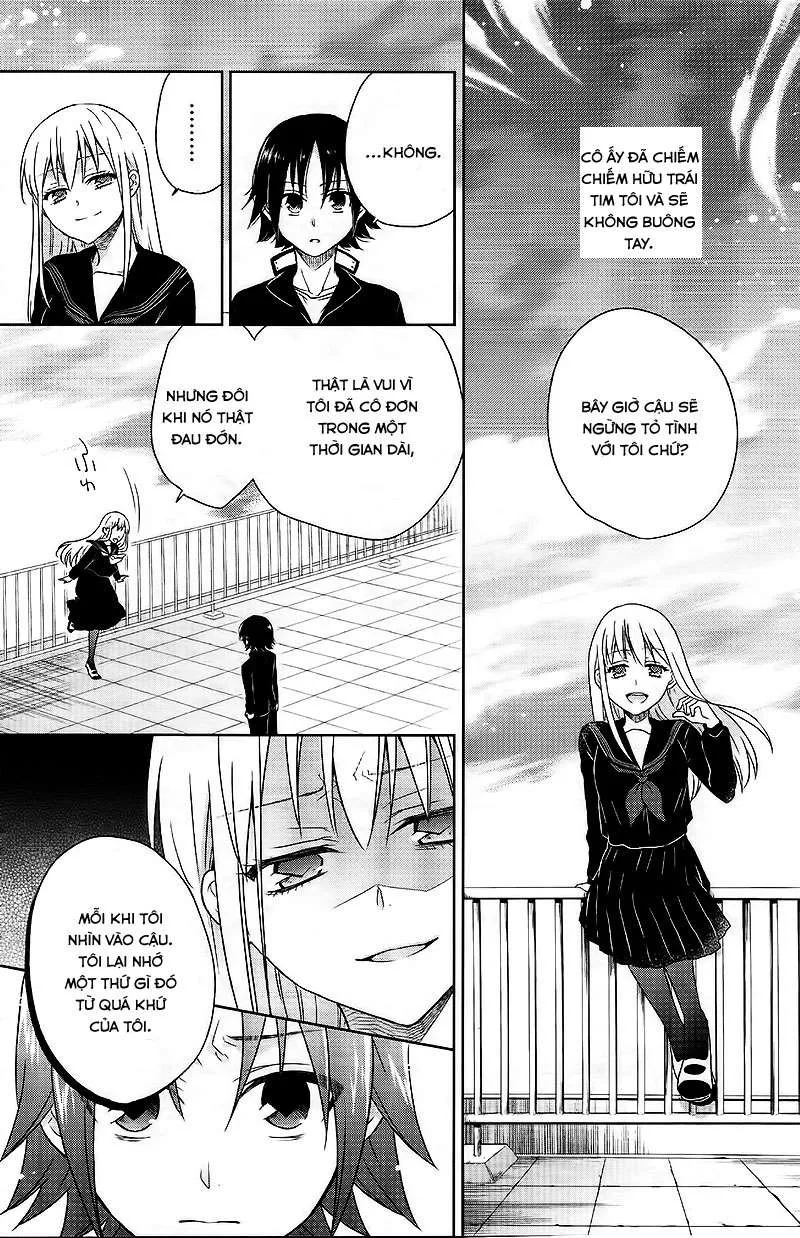 CÔ ẤY ĐÃ CHIẾM
CHIẾM HỮU TRÁI
TIM TÔI VÀ SẼ
KHÔNG BUÔNG
TAY.
BÂY GIỜ CẬU SẼ
NGỪNG TỎ TÌNH
VỚI TÔI CHỨ?
...KHÔNG.
.........
THẬT LÀ VUI VÌ
TÔI ĐÃ CÔ ĐƠN
TRONG MỘT
THỜI GIAN DÀI,
NHƯNG ĐÔI
KHI NÓ THẬT
ĐAU ĐỚN.
ふわ
MỖI KHI TÔI
NHÌN VÀO CẬU.
TÔI LẠI NHỚ
MỘT THỨ GÌ ĐÓ
TỪ QUÁ KHỨ
CỦA TÔI.